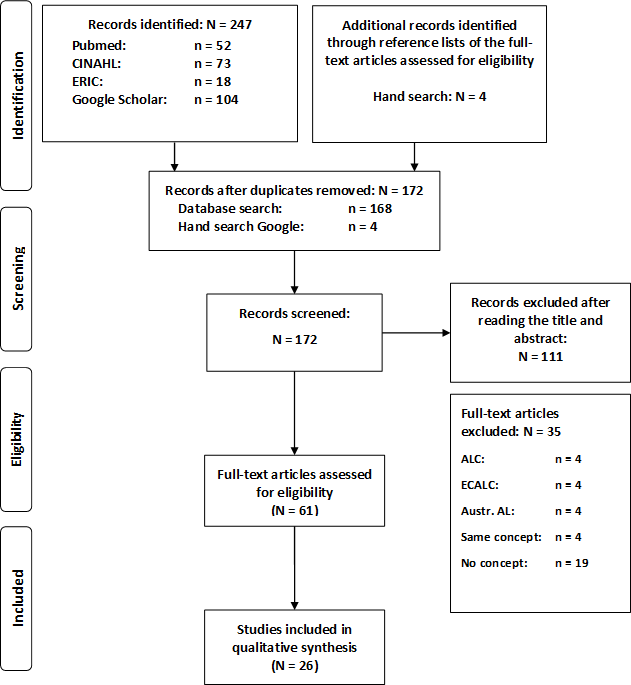 Identification
Records identified: N = 247
Pubmed: n = 52
CINAHL: n = 73
ERIC: n = 18
Google Scholar: n = 104
Additional records identified
through reference lists of the full-
text articles assessed for eligibility
Hand search: N = 4
Records after duplicates removed: N = 172
Database search: n = 168
Hand search Google: n = 4
Screening
Records screened:
N = 172
Records excluded after
reading the title and
abstract:
N = 111
Eligibility
Full-text articles
excluded: N = 35
ALC: n = 4
ECALC: n = 4
Austr. AL: n = 4
Same concept: n = 4
No concept: n = 19
Full-text articles assessed
for eligibility
(N = 61)
Included
Studies included in
qualitative synthesis
(N = 26)